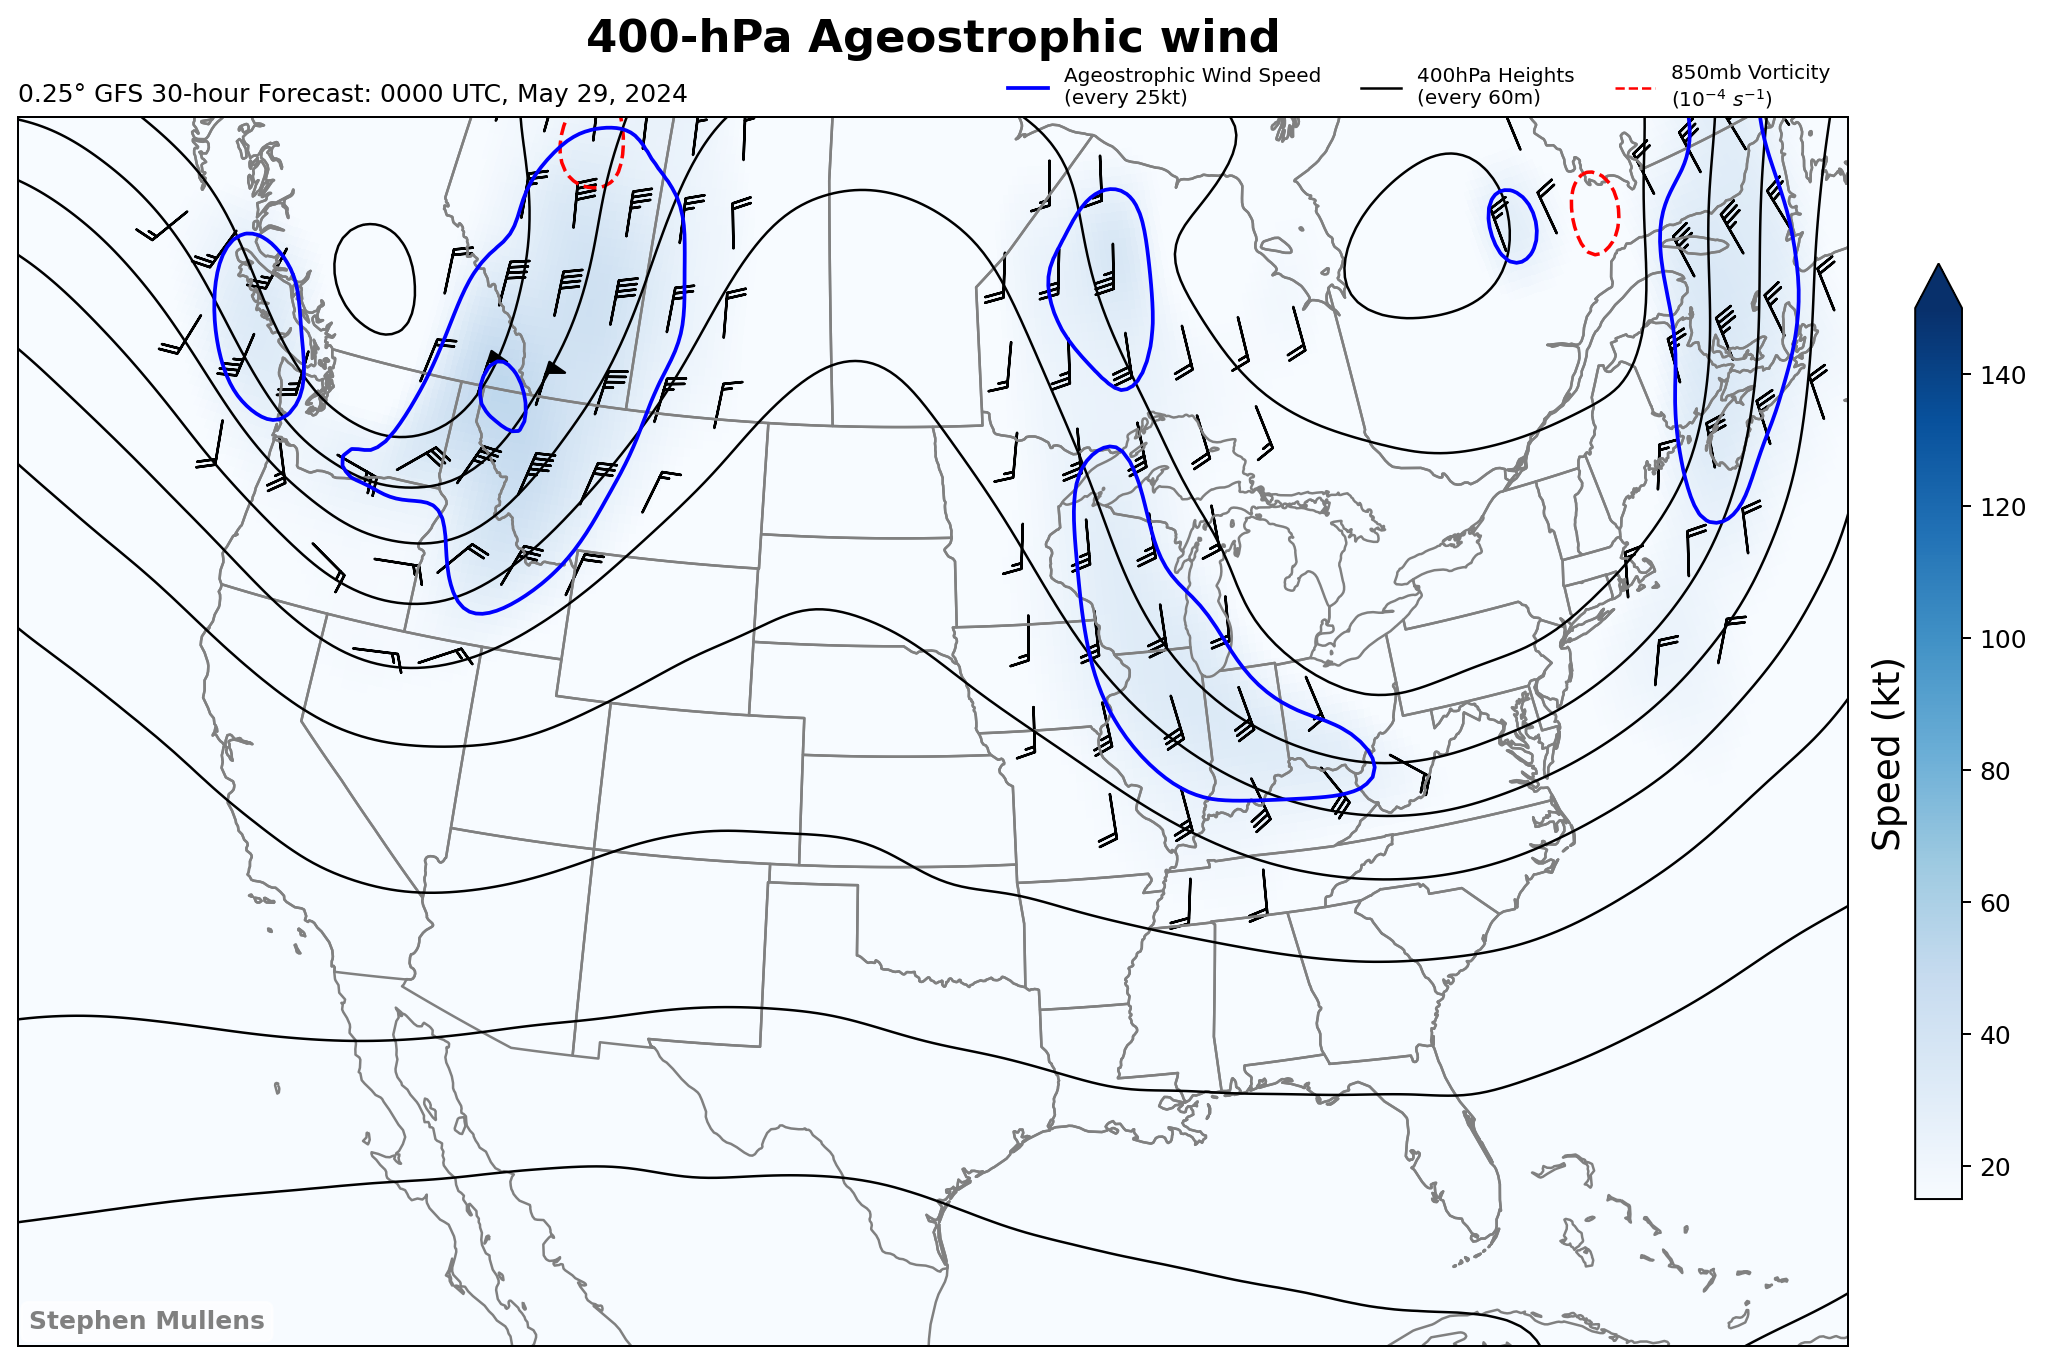 400-hPa Ageostrophic wind
0.25° GFS 30-hour Forecast: 0000 UTC, May 29, 2024
Ageostrophic Wind Speed
(every 25kt)
400hPa Heights
(every 60m)
850mb Vorticity
(10⁻⁴ s⁻¹)
140
120
100
80
60
40
20
Speed (kt)
Stephen Mullens